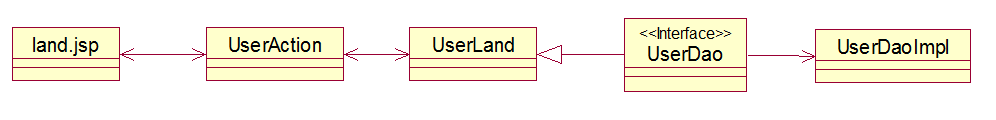 land.jsp
UserAction
UserLand
<<Interface>>
UserDao
UserDaoImpl